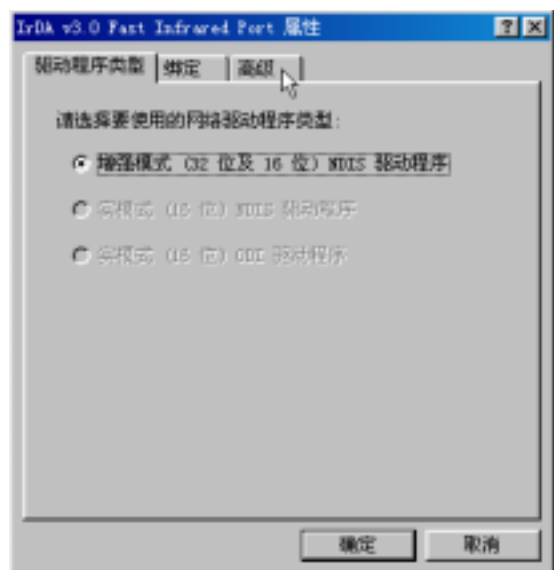 IrDA v3.0 Fast Infrared Port 属性
驱动程序类型 绑定 高级
请选择要使用的网络驱动程序类型:
增强模式 (32 位及 16 位) NDIS 驱动程序
实模式 (16 位) NDIS 驱动程序
实模式 (16 位) ODI 驱动程序
确定 取消